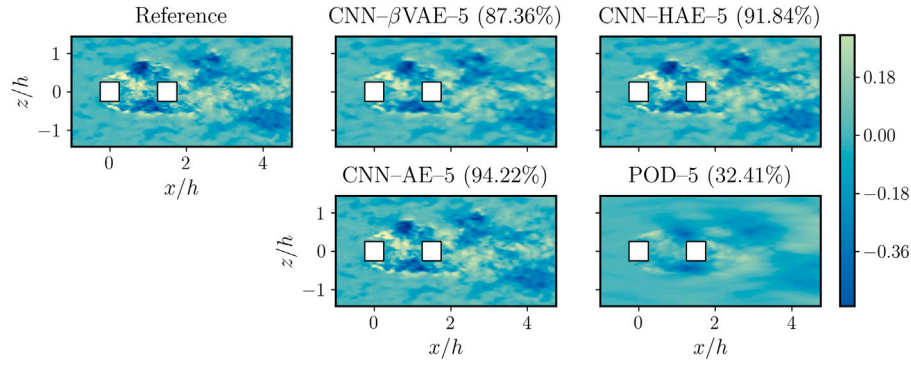 Reference
CNN–βVAE–5 (87.36%)
CNN–HAE–5 (91.84%)
z/h
1
0
−1
0
2
4
x/h
CNN–AE–5 (94.22%)
POD–5 (32.41%)
z/h
1
0
−1
0
2
4
x/h
0
2
4
x/h
0.18
0.00
−0.18
−0.36